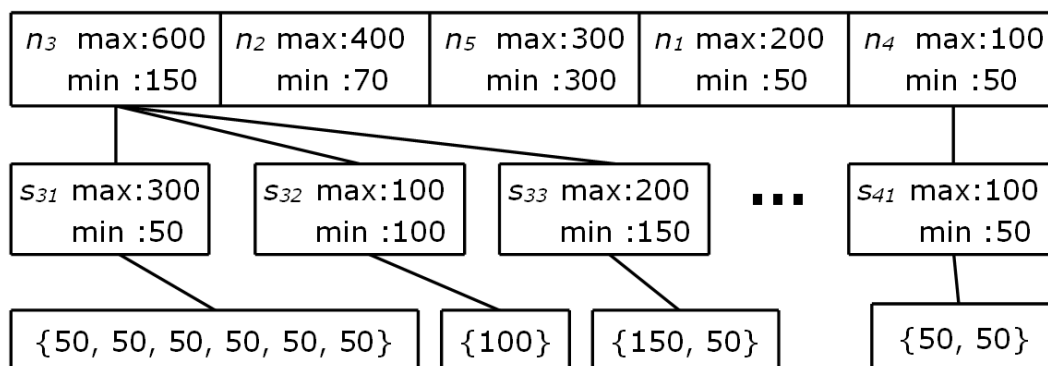 n3 max:600 n2 max:400 n5 max:300 n1 max:200 n4 max:100
min :150 min :70 min :300 min :50 min :50
s31 max:300 s32 max:100 s33 max:200 ... s41 max:100
min :50 min :100 min :150 min :50
{50, 50, 50, 50, 50, 50} {100} {150, 50} {50, 50}